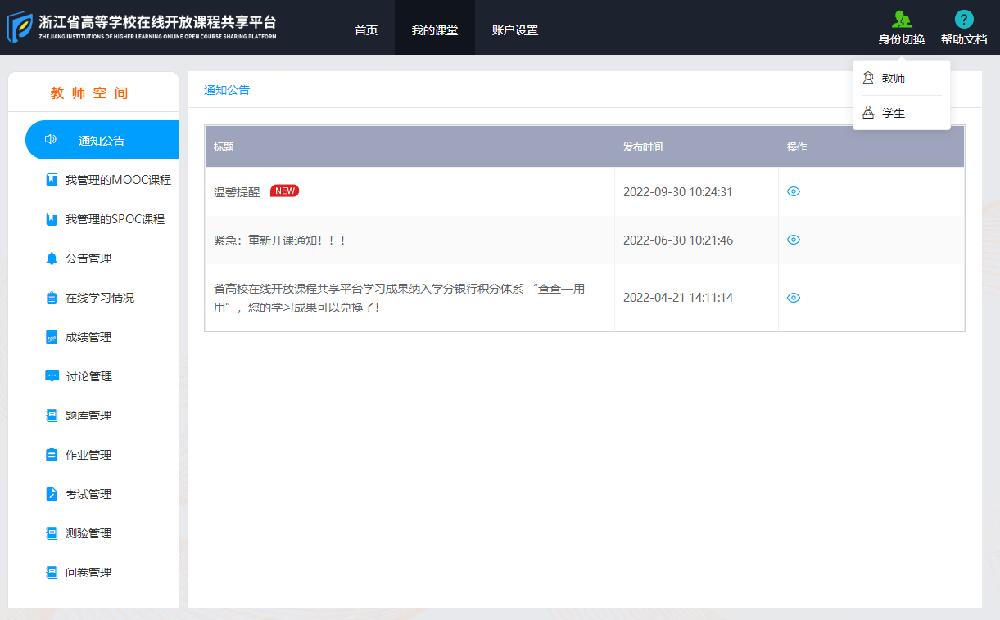 浙江省高等学校在线开放课程共享平台
ZHEJIANG INSTITUTIONS OF HIGHER LEARNING ONLINE OPEN COURSE SHARING PLATFORM
首页 我的课堂 账户设置
身份切换 帮助文档
教师
学生
教师空间
通知公告
我管理的MOOC课程
我管理的SPOC课程
公告管理
在线学习情况
成绩管理
讨论管理
题库管理
作业管理
考试管理
测验管理
问卷管理
通知公告
标题 发布时间 操作
温馨提醒 NEW 2022-09-30 10:24:31
紧急：重新开课通知！！！ 2022-06-30 10:21:46
省高校在线开放课程共享平台学习成果纳入学分银行积分体系 “查查—用
用”，您的学习成果可以兑换了！ 2022-04-21 14:11:14